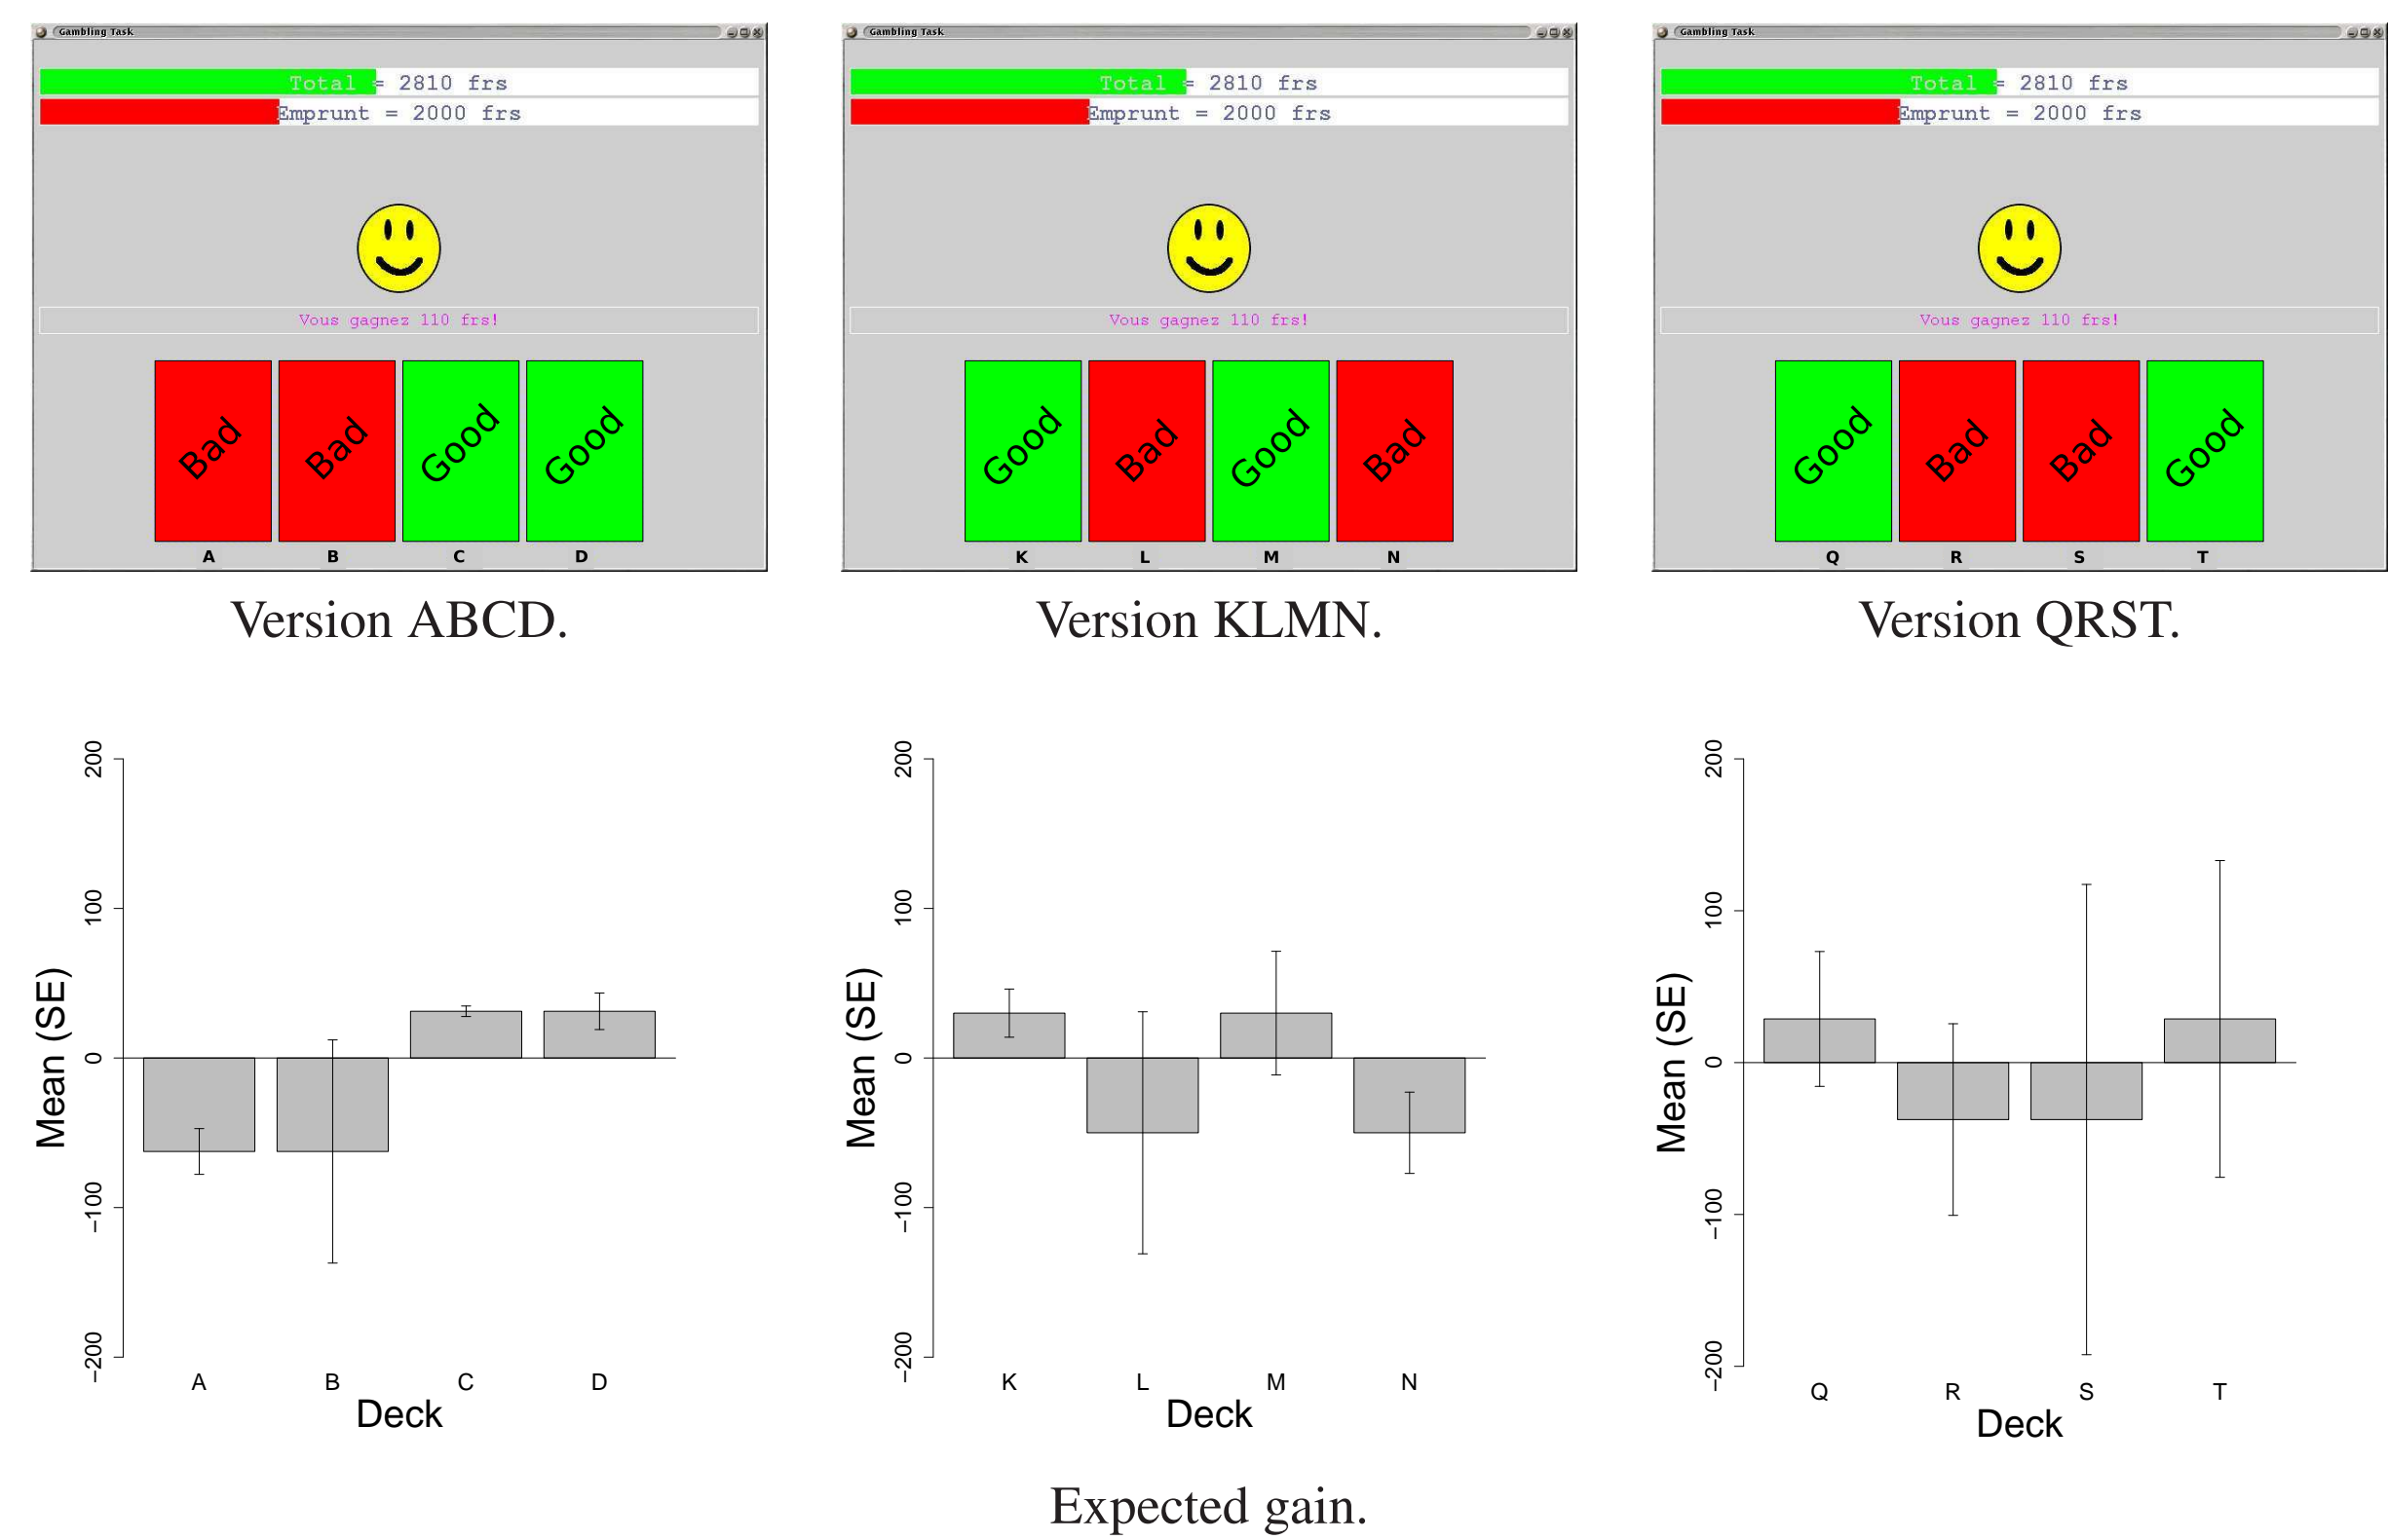 Gambling Task
Total = 2810 frs
Emprunt = 2000 frs
Vous gagnez 110 frs!
Bad Bad Good Good
A B C D
Version ABCD.
Gambling Task
Total = 2810 frs
Emprunt = 2000 frs
Vous gagnez 110 frs!
Good Bad Good Bad
K L M N
Version KLMN.
Gambling Task
Total = 2810 frs
Emprunt = 2000 frs
Vous gagnez 110 frs!
Good Bad Bad Good
Q R S T
Version QRST.
Mean (SE)
200
100
0
−100
−200
A B C D
Deck
Mean (SE)
200
100
0
−100
−200
K L M N
Deck
Mean (SE)
200
100
0
−100
−200
Q R S T
Deck
Expected gain.